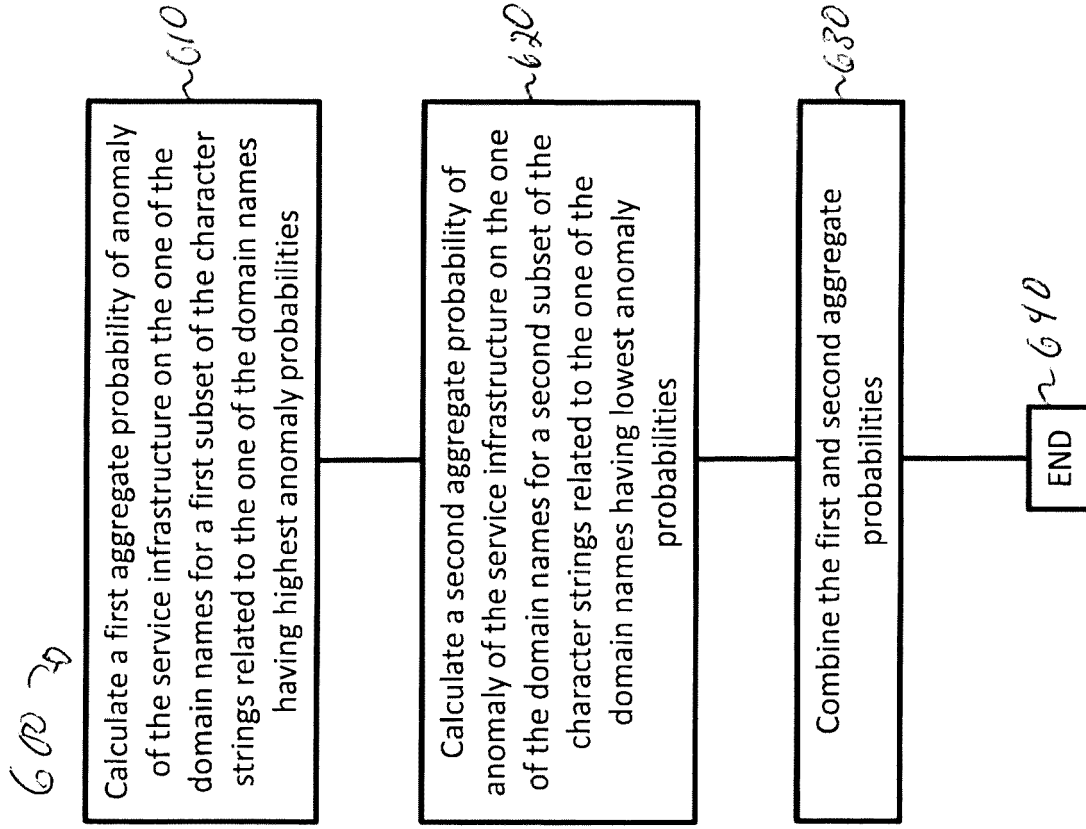 600
Calculate a first aggregate probability of anomaly
of the service infrastructure on the one of the
domain names for a first subset of the character
strings related to the one of the domain names
having highest anomaly probabilities
~610
Calculate a second aggregate probability of
anomaly of the service infrastructure on the one
of the domain names for a second subset of the
character strings related to the one of the
domain names having lowest anomaly
probabilities
~620
Combine the first and second aggregate
probabilities
~630
END
~640